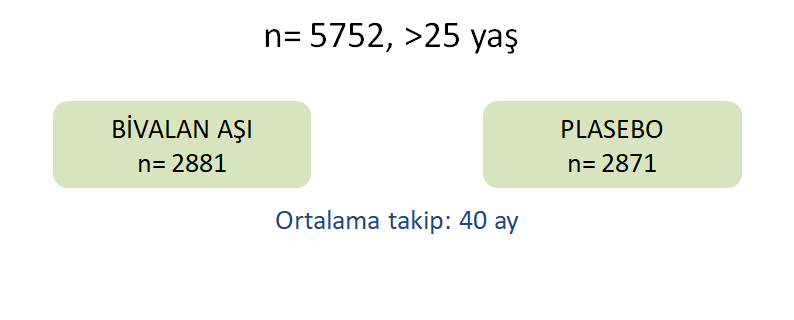 n= 5752, >25 yaş
BİVALAN AŞI
n= 2881
PLASEBO
n= 2871
Ortalama takip: 40 ay